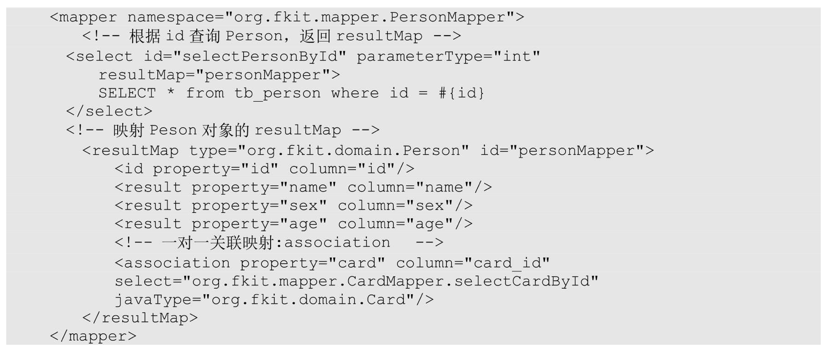 <mapper namespace="org.fkit.mapper.PersonMapper">
<!-- 根据 id 查询 Person, 返回 resultMap -->
<select id="selectPersonById" parameterType="int"
resultMap="personMapper">
SELECT * from tb_person where id = #{id}
</select>
<!-- 映射 Peson 对象的 resultMap -->
<resultMap type="org.fkit.domain.Person" id="personMapper">
<id property="id" column="id"/>
<result property="name" column="name"/>
<result property="sex" column="sex"/>
<result property="age" column="age"/>
<!-- 一对一关联映射:association -->
<association property="card" column="card_id"
select="org.fkit.mapper.CardMapper.selectCardById"
javaType="org.fkit.domain.Card"/>
</resultMap>
</mapper>